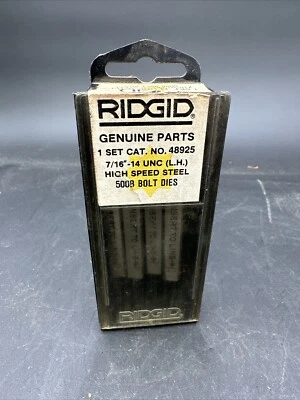 RIDGID
GENUINE PARTS
1 SET CAT. NO. 48925
7/16"-14 UNC (L.H.)
HIGH SPEED STEEL
500B BOLT DIES
RIDGID